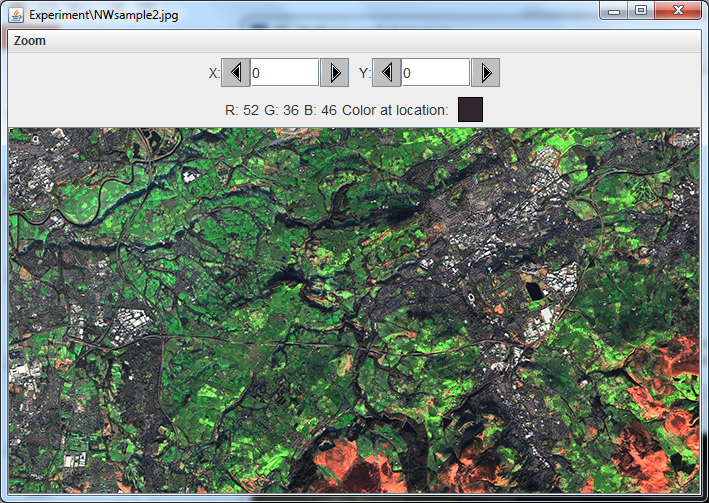 Experiment\NWsample2.jpg
Zoom
X: 0 Y: 0
R: 52 G: 36 B: 46 Color at location: